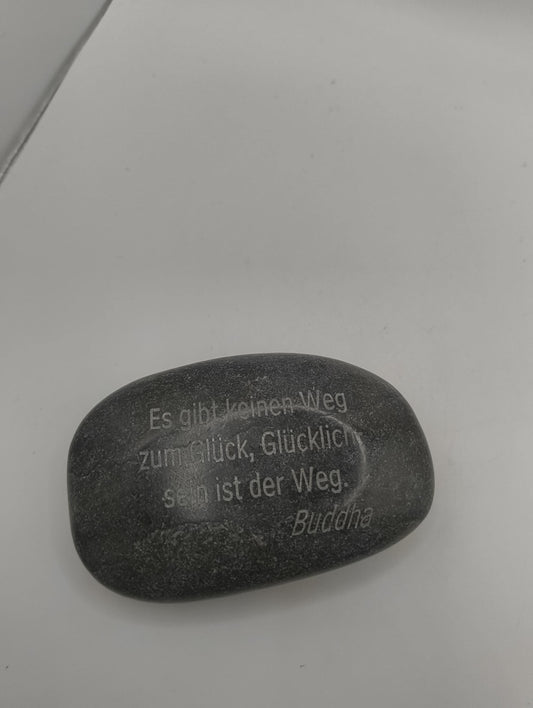 Es gibt keinen Weg
zum Glück, Glücklich
sein ist der Weg.
Buddha